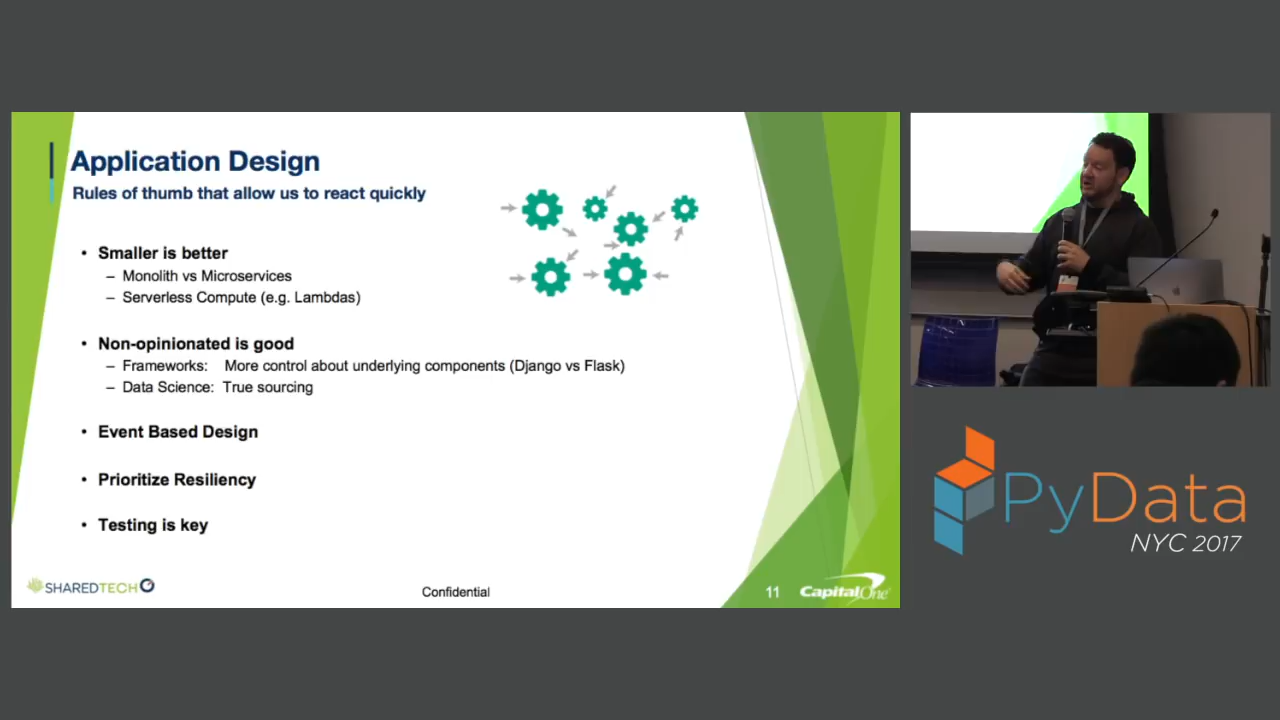 Application Design
Rules of thumb that allow us to react quickly
• Smaller is better
– Monolith vs Microservices
– Serverless Compute (e.g. Lambdas)
• Non-opinionated is good
– Frameworks: More control about underlying components (Django vs Flask)
– Data Science: True sourcing
• Event Based Design
• Prioritize Resiliency
• Testing is key
SHAREDTECH
Confidential
11
CapitalOne
PyData
NYC 2017